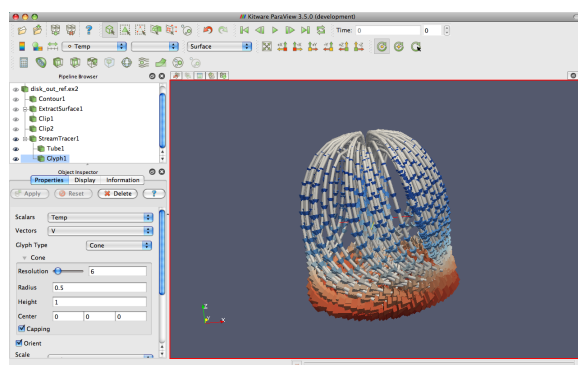 Kitware ParaView 3.5.0 (development)
Time: 0
0
Temp
Surface
Pipeline Browser
disk_out_ref.ex2
Contour1
ExtractSurface1
Clip1
Clip2
StreamTracer1
Tube1
Glyph1
Object Inspector
Properties Display Information
Apply Reset Delete ?
Scalars Temp
Vectors V
Glyph Type Cone
Cone
Resolution 6
Radius 0.5
Height 1
Center 0 0 0
Capping
Orient
Scale
Z
Y X